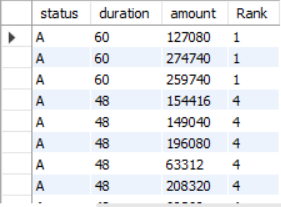 status duration amount Rank
A 60 127080 1
A 60 274740 1
A 60 259740 1
A 48 154416 4
A 48 149040 4
A 48 196080 4
A 48 63312 4
A 48 208320 4